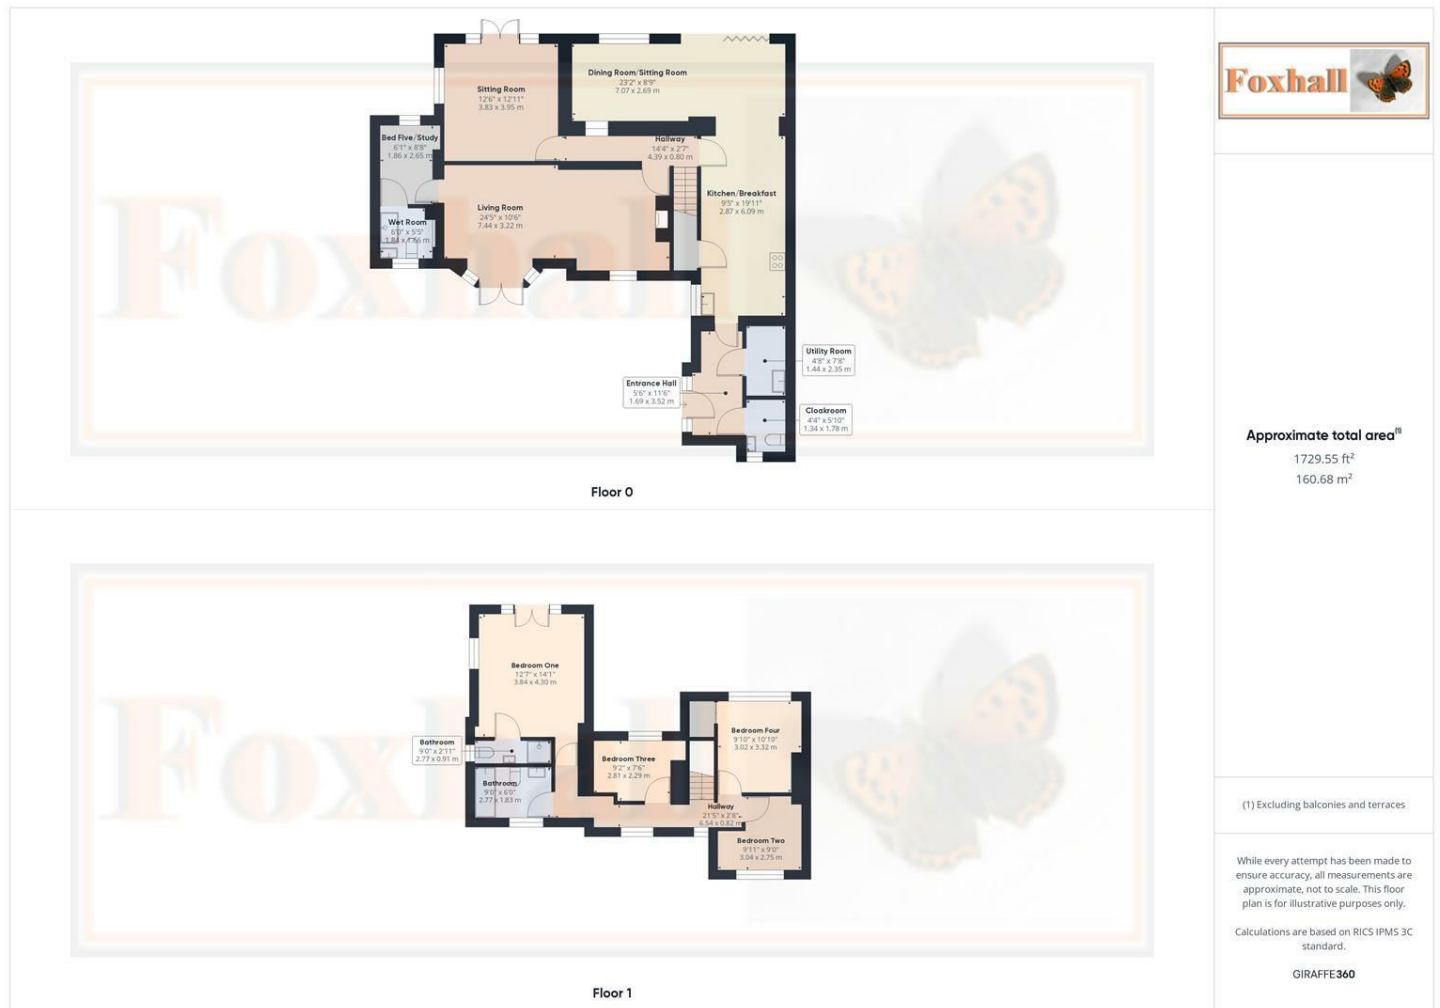 Sitting Room
12'6" x 12'11"
3.83 x 3.95 m
Dining Room/Sitting Room
23'2" x 8'9"
7.07 x 2.69 m
Bed Five/Study
6'1" x 8'8"
1.86 x 2.65 m
Hallway
14'4" x 2'7"
4.39 x 0.80 m
Living Room
24'5" x 10'6"
7.44 x 3.22 m
Kitchen/Breakfast
9'5" x 19'11"
2.87 x 6.09 m
Wet Room
6'0" x 5'5"
1.84 x 1.66 m
Foxhall
Utility Room
4'8" x 7'8"
1.44 x 2.35 m
Entrance Hall
5'6" x 11'6"
1.69 x 3.52 m
Cloakroom
4'4" x 5'10"
1.34 x 1.78 m
Floor 0
Bedroom One
12'7" x 14'1"
3.84 x 4.30 m
Bathroom
9'0" x 2'11"
2.77 x 0.91 m
Bathroom
9'0" x 6'0"
2.77 x 1.83 m
Bedroom Three
9'2" x 7'6"
2.81 x 2.29 m
Bedroom Four
9'10" x 10'10"
3.02 x 3.32 m
Hallway
21'5" x 2'8"
6.54 x 0.82 m
Bedroom Two
9'11" x 9'0"
3.04 x 2.75 m
Foxhall
Floor 1
Foxhall
Approximate total area(1)
1729.55 ft²
160.68 m²
(1) Excluding balconies and terraces
While every attempt has been made to
ensure accuracy, all measurements are
approximate, not to scale. This floor
plan is for illustrative purposes only.
Calculations are based on RICS IPMS 3C
standard.
GIRAFFE360